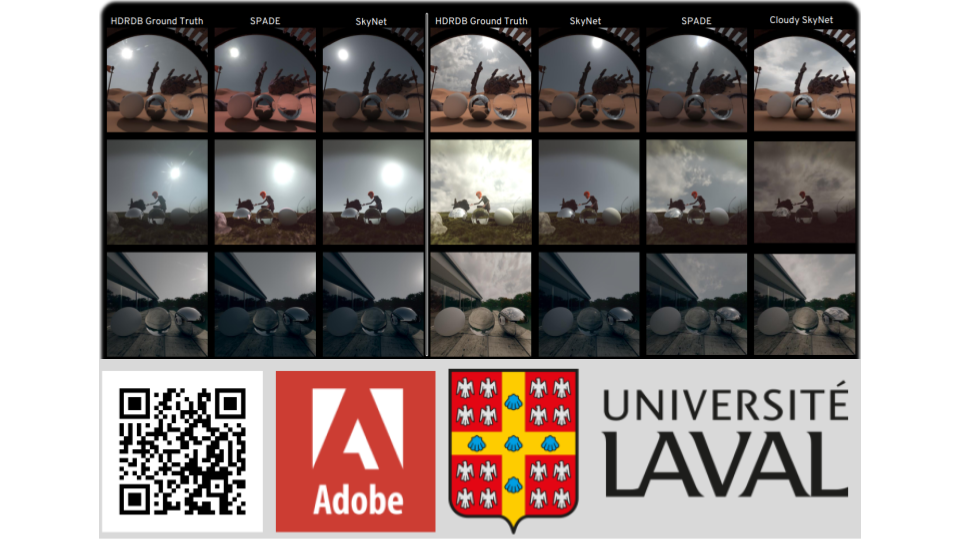 HDRDB Ground Truth
SPADE
SkyNet
HDRDB Ground Truth
SkyNet
SPADE
Cloudy SkyNet
Adobe
UNIVERSITÉ
LAVAL